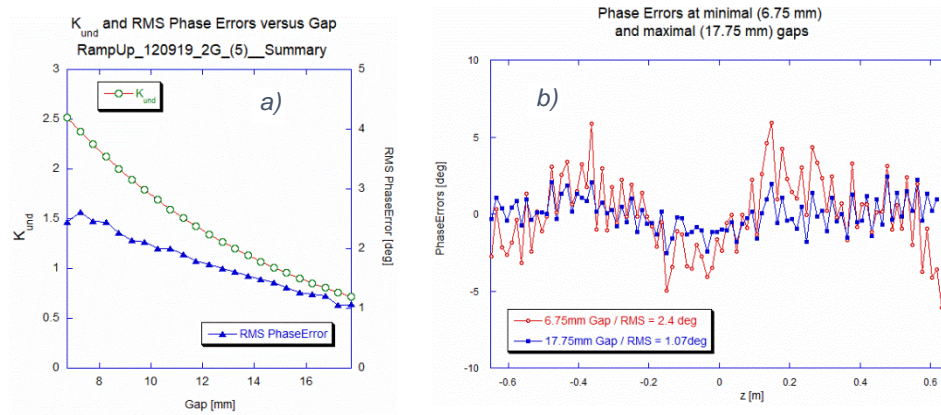 K_und and RMS Phase Errors versus Gap
RampUp_120919_2G_(5)__Summary
3
2.5
2
1.5
1
0.5
0
K_und
5
4
3
2
1
0
RMS PhaseError [deg]
K_und
a)
RMS PhaseError
8 10 12 14 16
Gap [mm]
Phase Errors at minimal (6.75 mm)
and maximal (17.75 mm) gaps
10
5
0
-5
-10
PhaseErrors [deg]
b)
6.75mm Gap / RMS = 2.4 deg
17.75mm Gap / RMS = 1.07deg
-0.6 -0.4 -0.2 0 0.2 0.4 0.6
z [m]